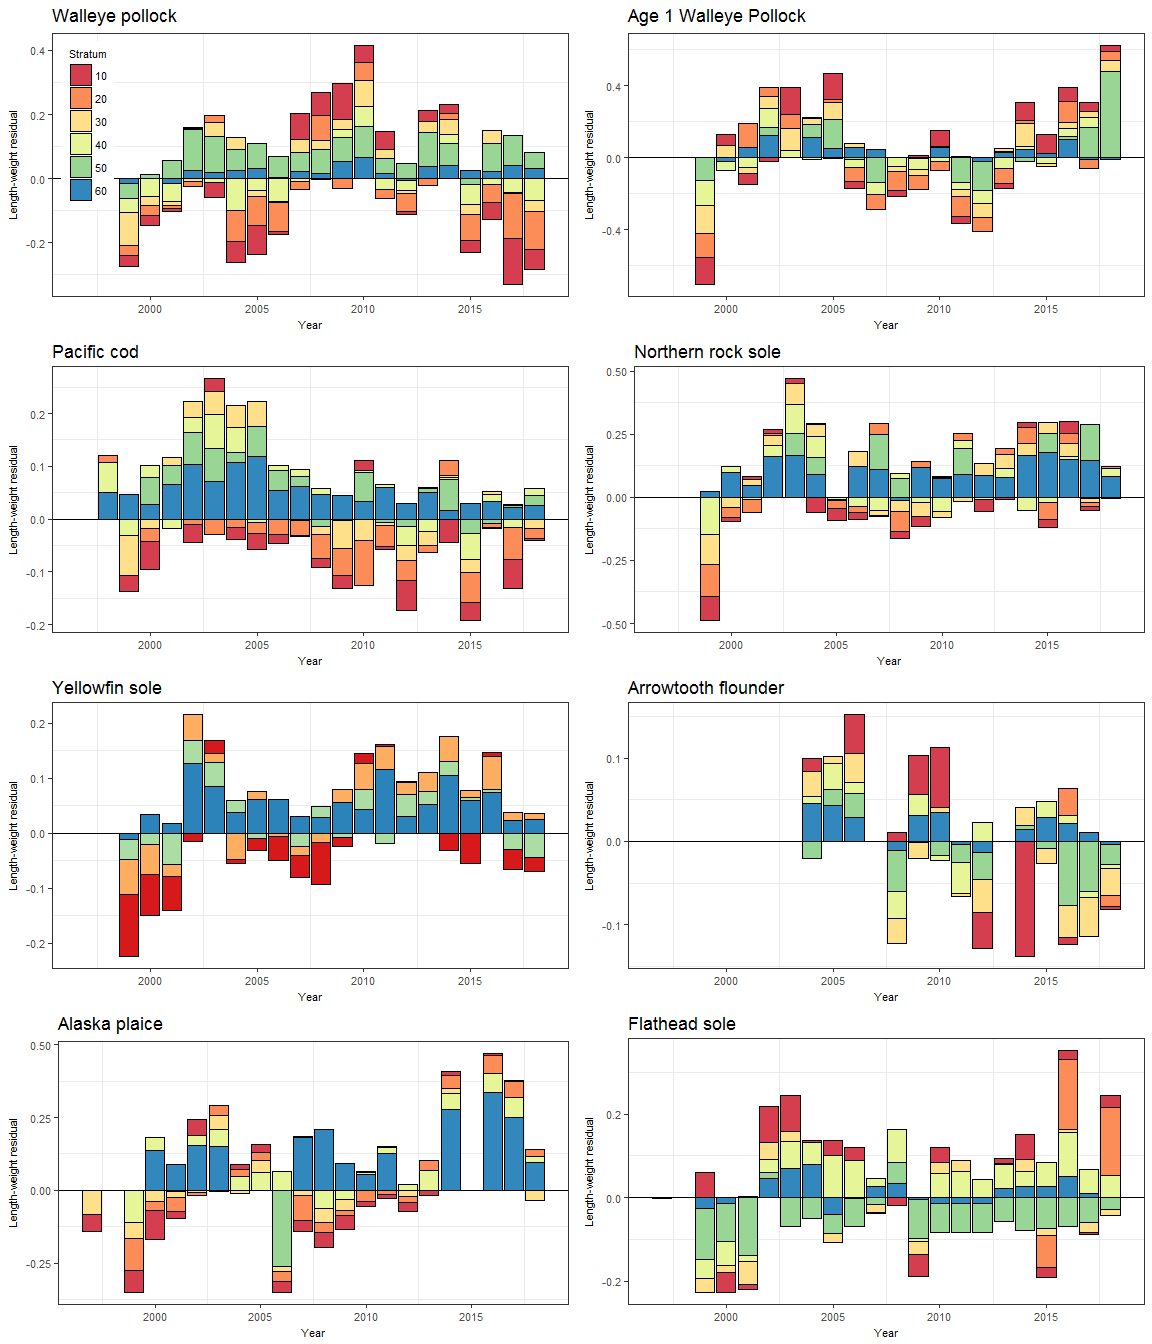 Walleye pollock
Stratum
10
20
30
40
50
60
0.4
0.2
0.0
-0.2
Length-weight residual
2000 2005 2010 2015
Year
Age 1 Walleye Pollock
0.4
0.0
-0.4
Length-weight residual
2000 2005 2010 2015
Year
Pacific cod
0.2
0.1
0.0
-0.1
-0.2
Length-weight residual
2000 2005 2010 2015
Year
Northern rock sole
0.50
0.25
0.00
-0.25
-0.50
Length-weight residual
2000 2005 2010 2015
Year
Yellowfin sole
0.2
0.1
0.0
-0.1
-0.2
Length-weight residual
2000 2005 2010 2015
Year
Arrowtooth flounder
0.1
0.0
-0.1
Length-weight residual
2000 2005 2010 2015
Year
Alaska plaice
0.50
0.25
0.00
-0.25
Length-weight residual
2000 2005 2010 2015
Year
Flathead sole
0.2
0.0
-0.2
Length-weight residual
2000 2005 2010 2015
Year